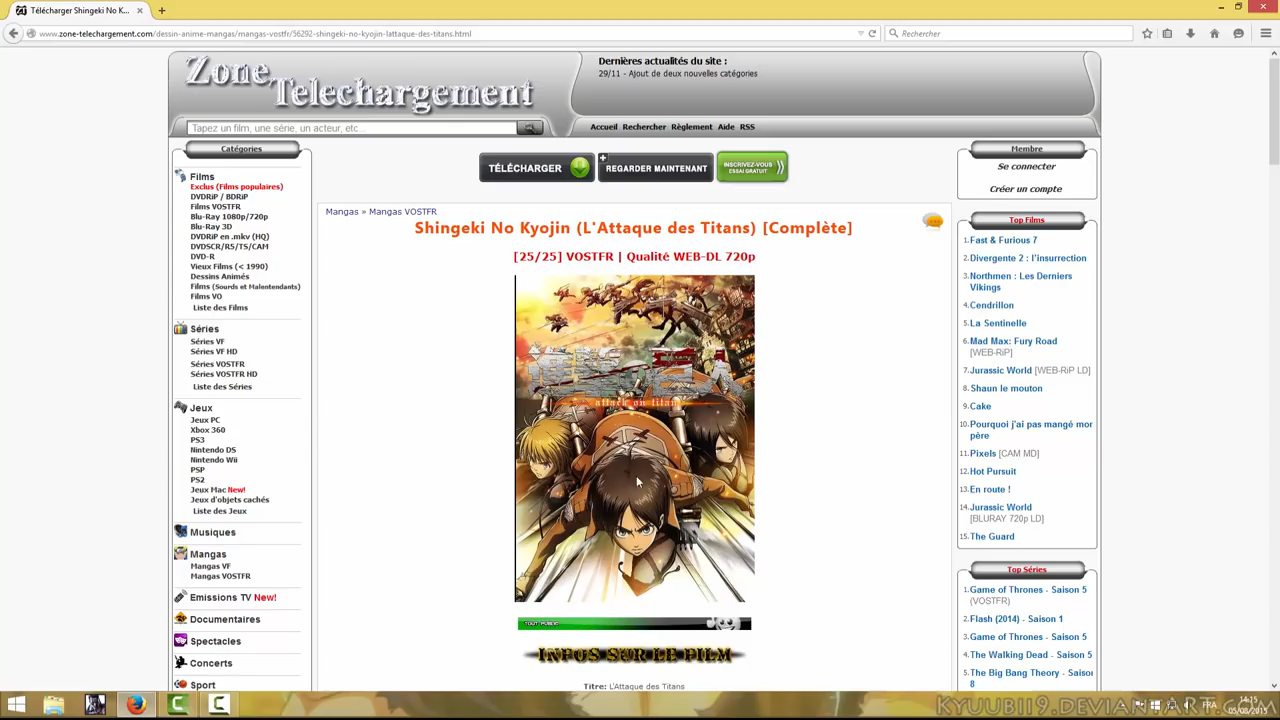 Télécharger Shingeki No K...
www.zone-telechargement.com/dessin-anime-mangas/mangas-vostfr/56292-shingeki-no-kyojin-lattaque-des-titans.html
Rechercher
Zone Telechargement
Dernières actualités du site :
29/11 - Ajout de deux nouvelles catégories
Tapez un film, une série, un acteur, etc...
Accueil Rechercher Règlement Aide RSS
Catégories
Films
Exclus (Films populaires)
DVDRiP / BDRiP
Films VOSTFR
Blu-Ray 1080p/720p
Blu-Ray 3D
DVDRiP en .mkv (HQ)
DVDSCR/R5/TS/CAM
DVD-R
Vieux Films (< 1990)
Dessins Animés
Films (Sourds et Malentendants)
Films VO
Liste des Films
Séries
Séries VF
Séries VF HD
Séries VOSTFR
Séries VOSTFR HD
Liste des Séries
Jeux
Jeux PC
Xbox 360
PS3
Nintendo DS
Nintendo Wii
PSP
PS2
Jeux Mac New!
Jeux d'objets cachés
Liste des Jeux
Musiques
Mangas
Mangas VF
Mangas VOSTFR
Emissions TV New!
Documentaires
Spectacles
Concerts
Sport
TÉLÉCHARGER
REGARDER MAINTENANT
INSCRIVEZ-VOUS
ESSAI GRATUIT
Mangas » Mangas VOSTFR
Shingeki No Kyojin (L'Attaque des Titans) [Complète]
[25/25] VOSTFR | Qualité WEB-DL 720p
attack on titan
TOUT PUBLIC
INFOS SUR LE FILM
Titre: L'Attaque des Titans
Membre
Se connecter
Créer un compte
Top Films
1. Fast & Furious 7
2. Divergente 2 : l'insurrection
3. Northmen : Les Derniers
Vikings
4. Cendrillon
5. La Sentinelle
6. Mad Max: Fury Road
[WEB-RiP]
7. Jurassic World [WEB-RiP LD]
8. Shaun le mouton
9. Cake
10. Pourquoi j'ai pas mangé mon
père
11. Pixels [CAM MD]
12. Hot Pursuit
13. En route !
14. Jurassic World
[BLURAY 720p LD]
15. The Guard
Top Séries
1. Game of Thrones - Saison 5
(VOSTFR)
2. Flash (2014) - Saison 1
3. Game of Thrones - Saison 5
4. The Walking Dead - Saison 5
5. The Big Bang Theory - Saison
8
KYUUBII9.DEVIANTART.COM
FR
14:15
05/08/2015